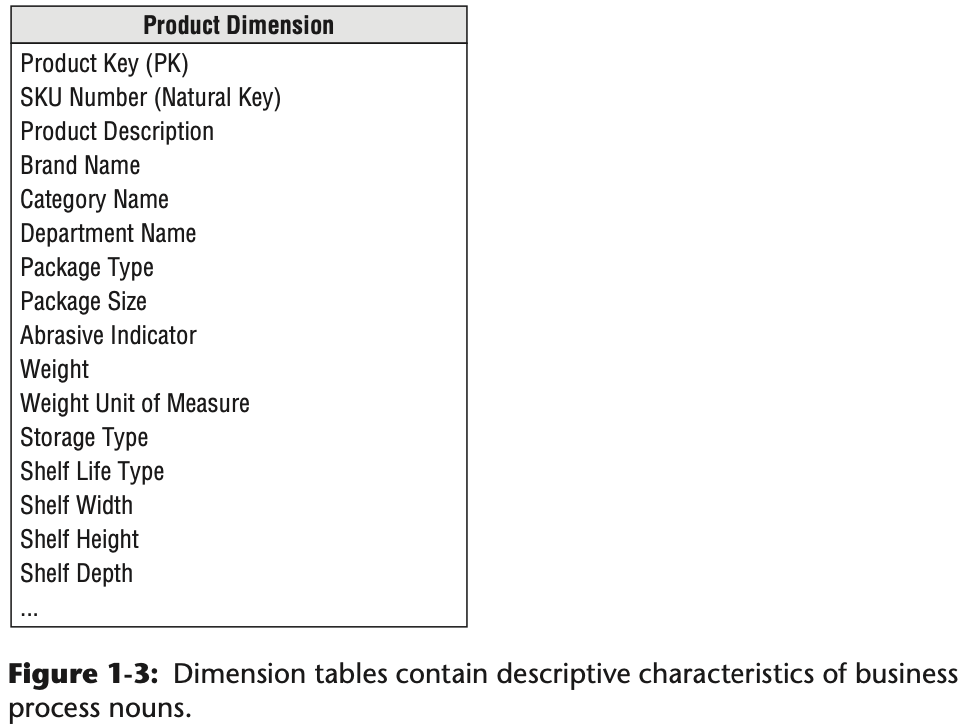 Product Dimension
Product Key (PK)
SKU Number (Natural Key)
Product Description
Brand Name
Category Name
Department Name
Package Type
Package Size
Abrasive Indicator
Weight
Weight Unit of Measure
Storage Type
Shelf Life Type
Shelf Width
Shelf Height
Shelf Depth
...
Figure 1-3: Dimension tables contain descriptive characteristics of business
process nouns.